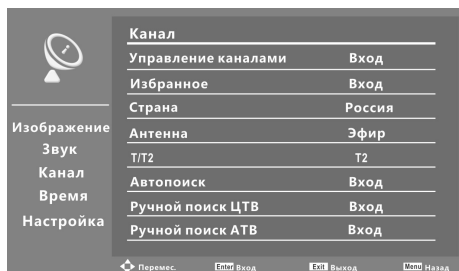 Канал
Управление каналами Вход
Избранное Вход
Страна Россия
Антенна Эфир
T/T2 T2
Автопоиск Вход
Ручной поиск ЦТВ Вход
Ручной поиск АТВ Вход
Изображение
Звук
Канал
Время
Настройка
Перемес. Enter Вход Exit Выход Menu Назад